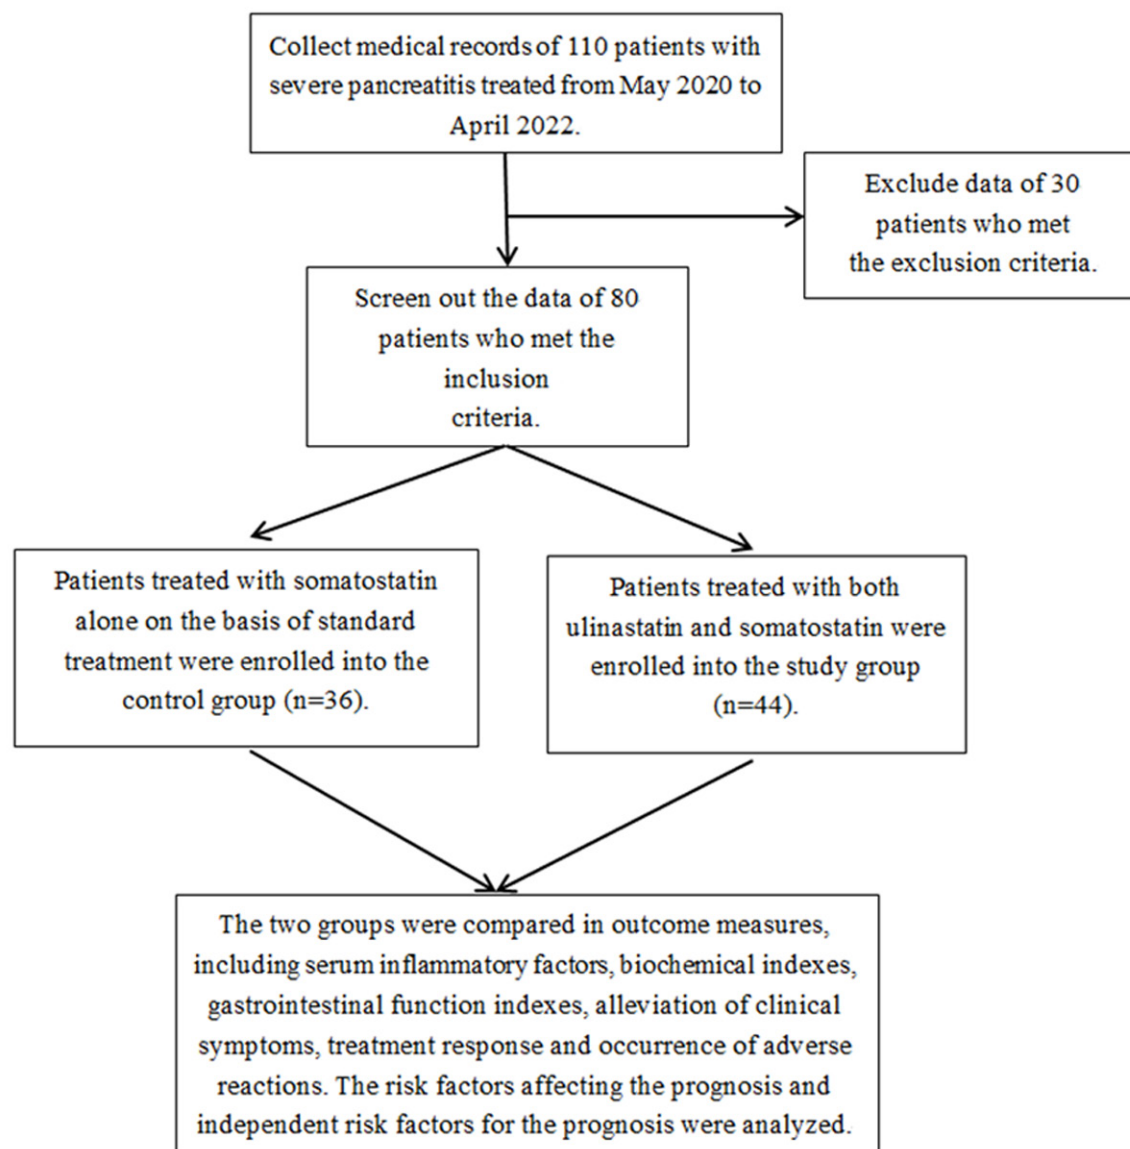 Collect medical records of 110 patients with
severe pancreatitis treated from May 2020 to
April 2022.
Exclude data of 30
patients who met
the exclusion criteria.
Screen out the data of 80
patients who met the
inclusion
criteria.
Patients treated with somatostatin
alone on the basis of standard
treatment were enrolled into the
control group (n=36).
Patients treated with both
ulinastatin and somatostatin were
enrolled into the study group
(n=44).
The two groups were compared in outcome measures,
including serum inflammatory factors, biochemical indexes,
gastrointestinal function indexes, alleviation of clinical
symptoms, treatment response and occurrence of adverse
reactions. The risk factors affecting the prognosis and
independent risk factors for the prognosis were analyzed.